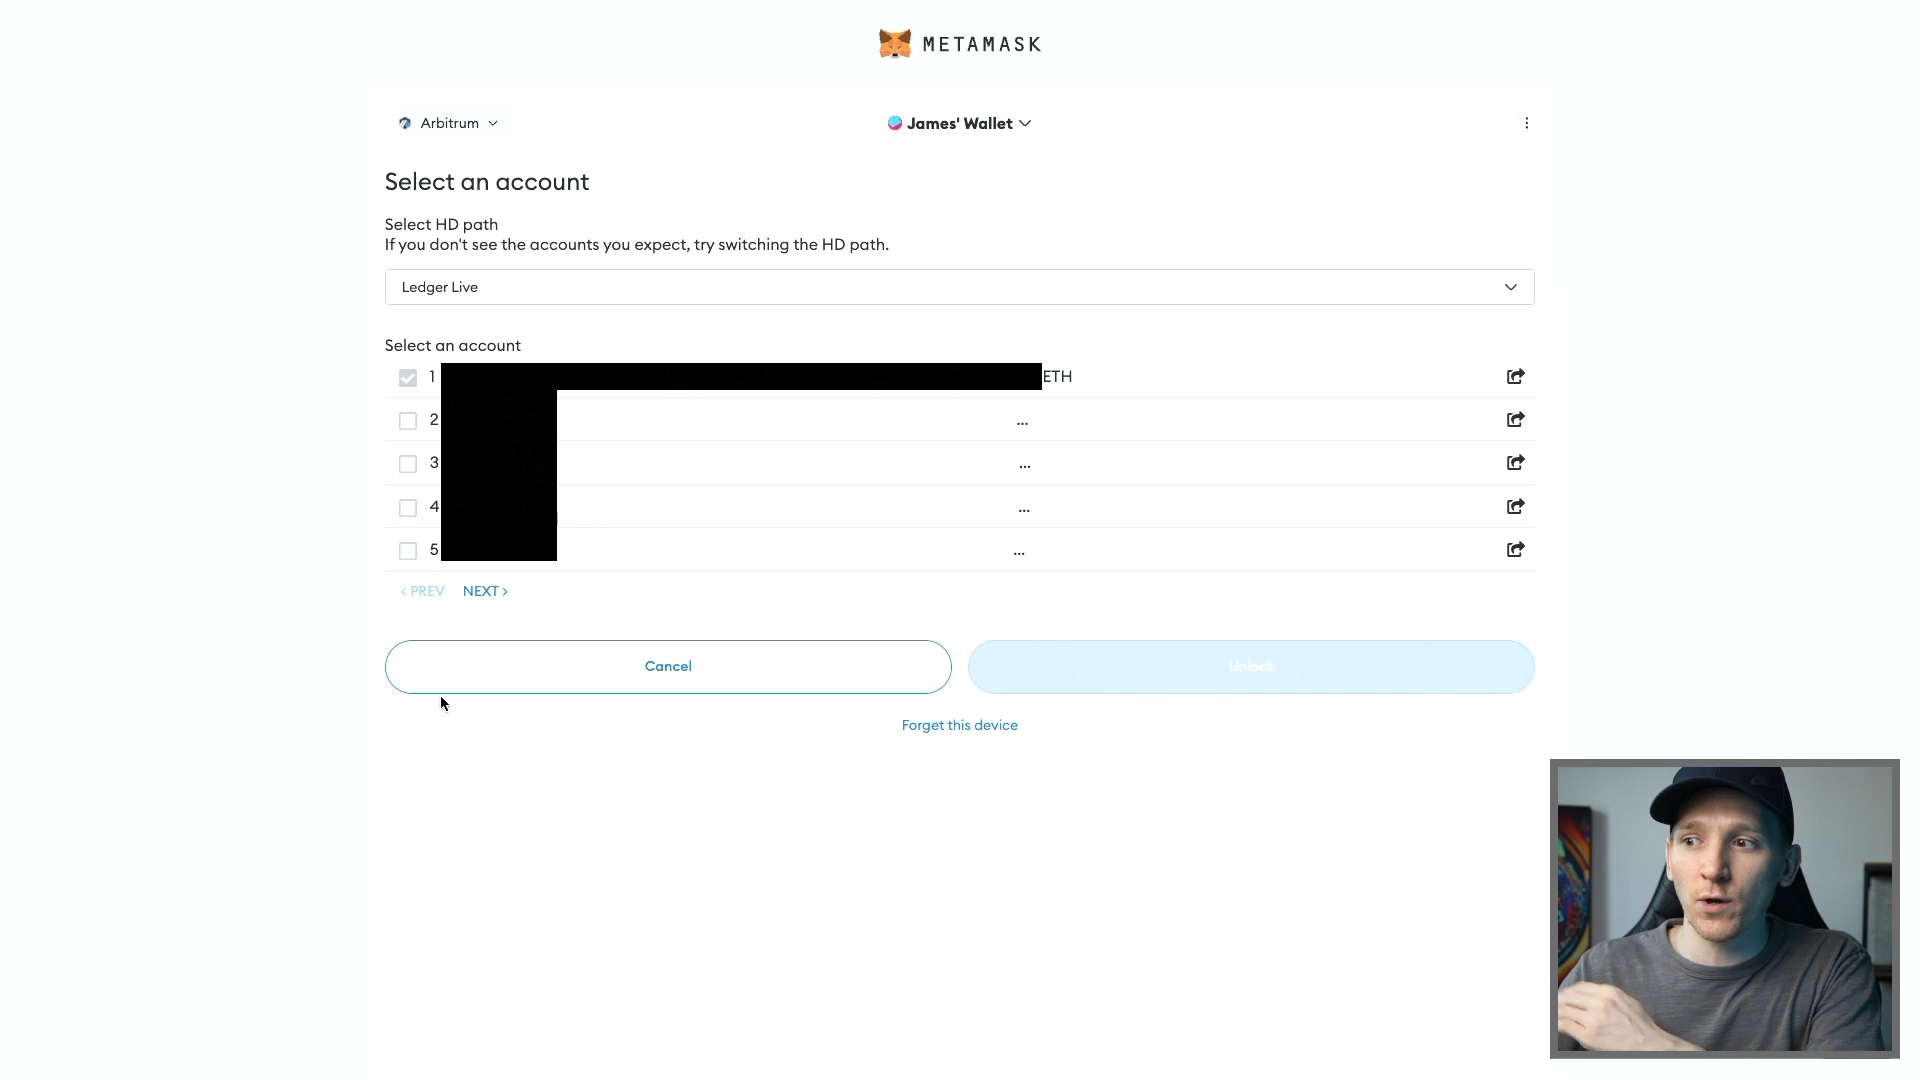 METAMASK
Arbitrum
James' Wallet
Select an account
Select HD path
If you don't see the accounts you expect, try switching the HD path.
Ledger Live
Select an account
1 ETH
2 ...
3 ...
4 ...
5 ...
< PREV NEXT >
Cancel
Unlock
Forget this device